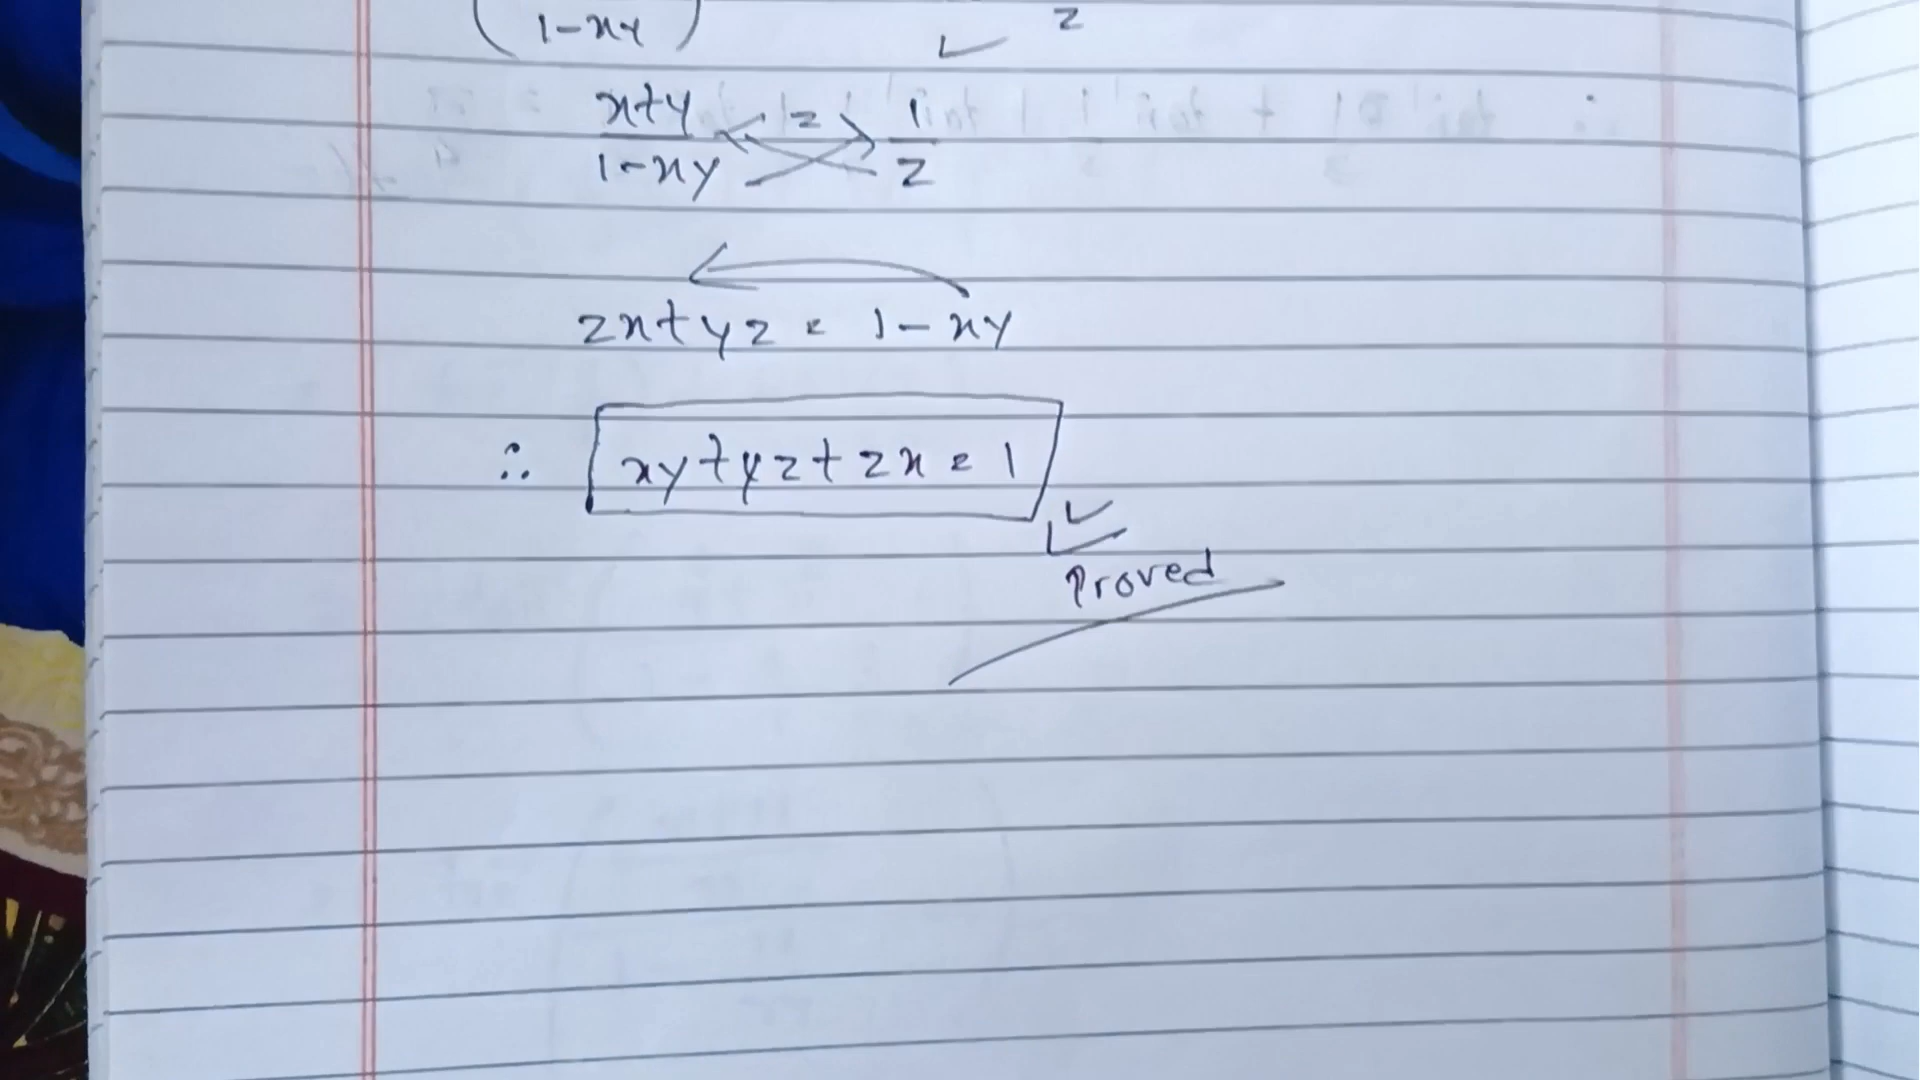 (1-xy) z
x+y/1-xy = 1/z
zx+yz = 1-xy
∴ xy+yz+zx = 1
Proved